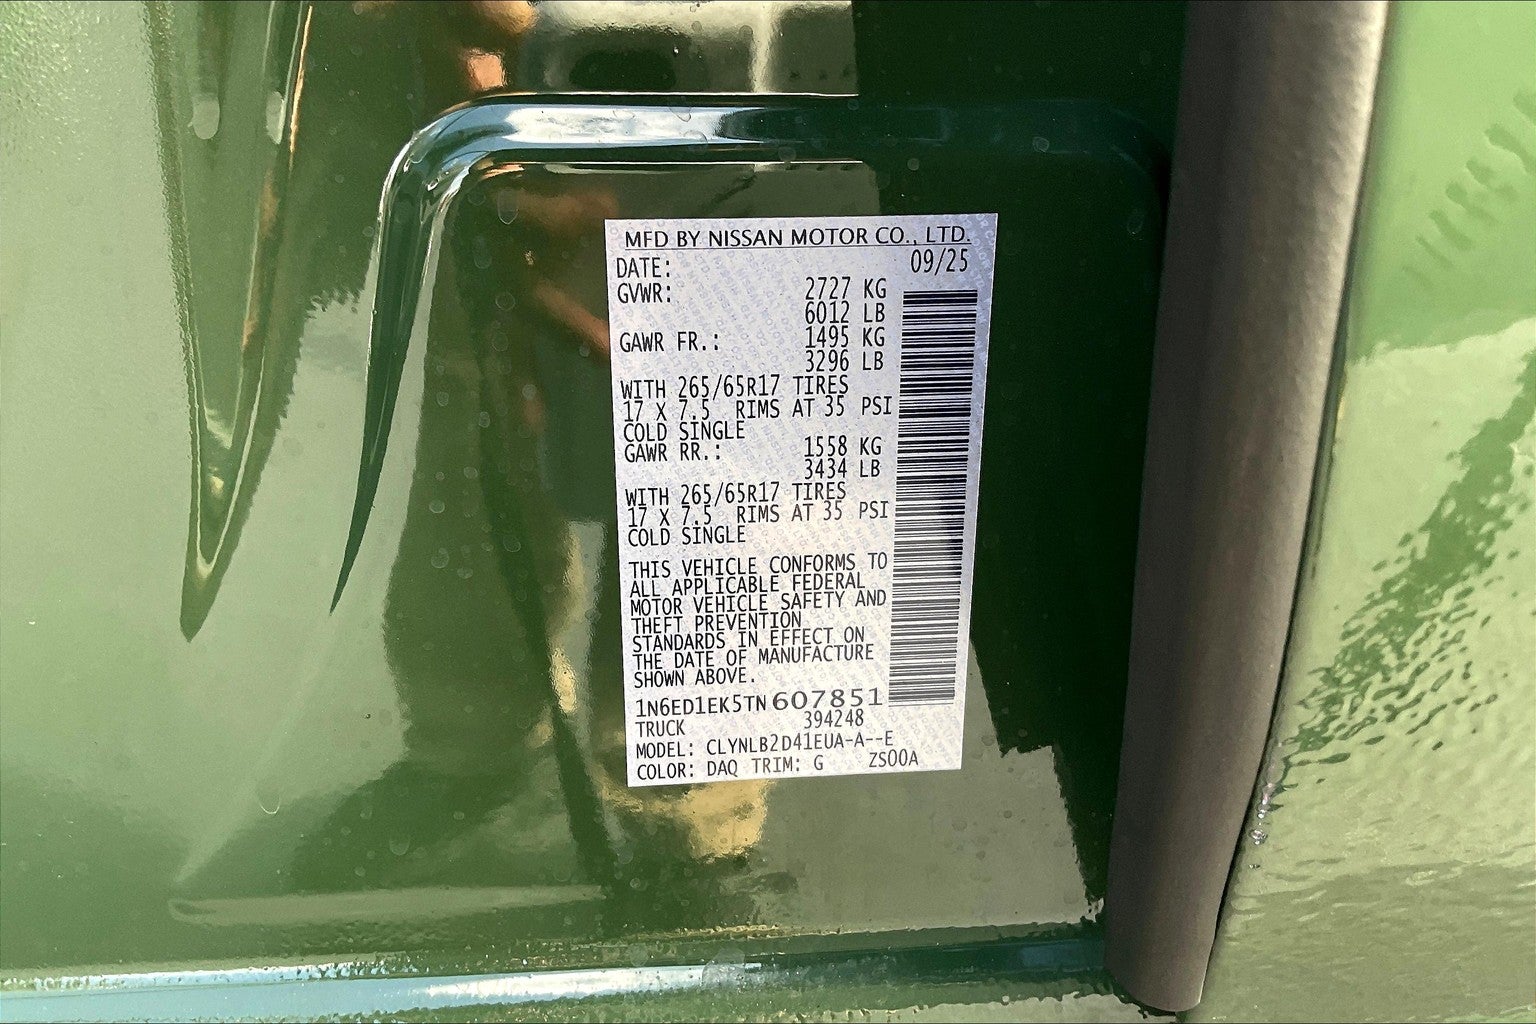 MFD BY NISSAN MOTOR CO., LTD.
DATE: 09/25
GVWR: 2727 KG
6012 LB
GAWR FR.: 1495 KG
3296 LB
WITH 265/65R17 TIRES
17 X 7.5 RIMS AT 35 PSI
COLD SINGLE
GAWR RR.: 1558 KG
3434 LB
WITH 265/65R17 TIRES
17 X 7.5 RIMS AT 35 PSI
COLD SINGLE
THIS VEHICLE CONFORMS TO
ALL APPLICABLE FEDERAL
MOTOR VEHICLE SAFETY AND
THEFT PREVENTION
STANDARDS IN EFFECT ON
THE DATE OF MANUFACTURE
SHOWN ABOVE.
1N6ED1EK5TN607851
TRUCK 394248
MODEL: CLYNLB2D41EUA-A--E
COLOR: DAQ TRIM: G ZS00A